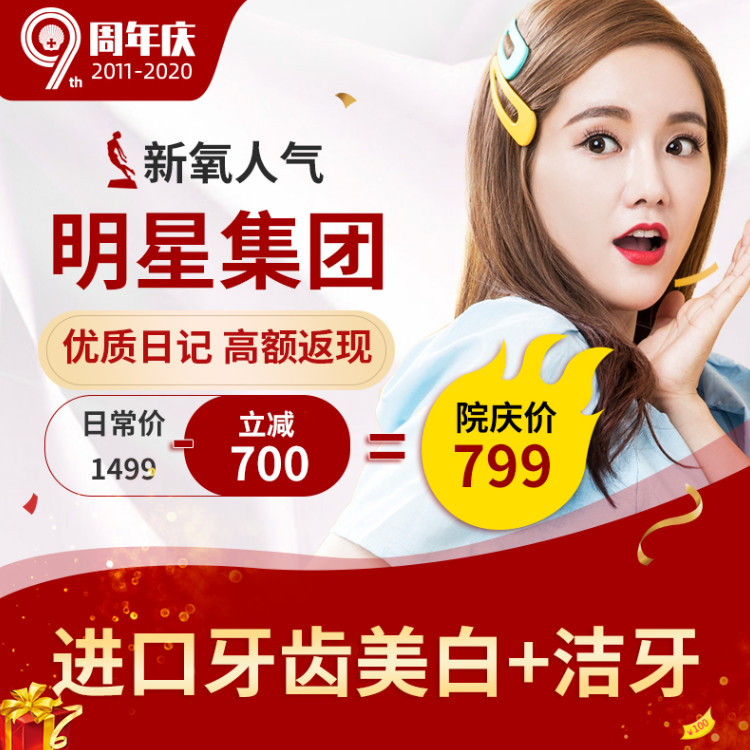 9th 周年庆
2011-2020
新氧人气
明星集团
优质日记 高额返现
日常价
1499
-
立减
700
=
院庆价
799
进口牙齿美白+洁牙
¥100